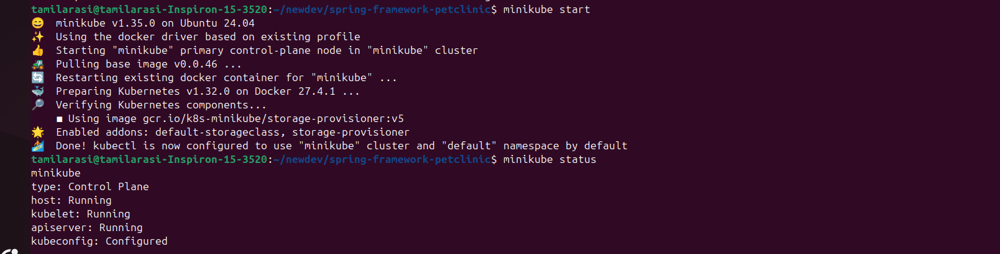 tamilarasi@tamilarasi-Inspiron-15-3520:~/newdev/spring-framework-petclinic$ minikube start
😄 minikube v1.35.0 on Ubuntu 24.04
✨ Using the docker driver based on existing profile
👍 Starting "minikube" primary control-plane node in "minikube" cluster
🚜 Pulling base image v0.0.46 ...
🔄 Restarting existing docker container for "minikube" ...
🐳 Preparing Kubernetes v1.32.0 on Docker 27.4.1 ...
🔎 Verifying Kubernetes components...
▪ Using image gcr.io/k8s-minikube/storage-provisioner:v5
🌟 Enabled addons: default-storageclass, storage-provisioner
🏄 Done! kubectl is now configured to use "minikube" cluster and "default" namespace by default
tamilarasi@tamilarasi-Inspiron-15-3520:~/newdev/spring-framework-petclinic$ minikube status
minikube
type: Control Plane
host: Running
kubelet: Running
apiserver: Running
kubeconfig: Configured